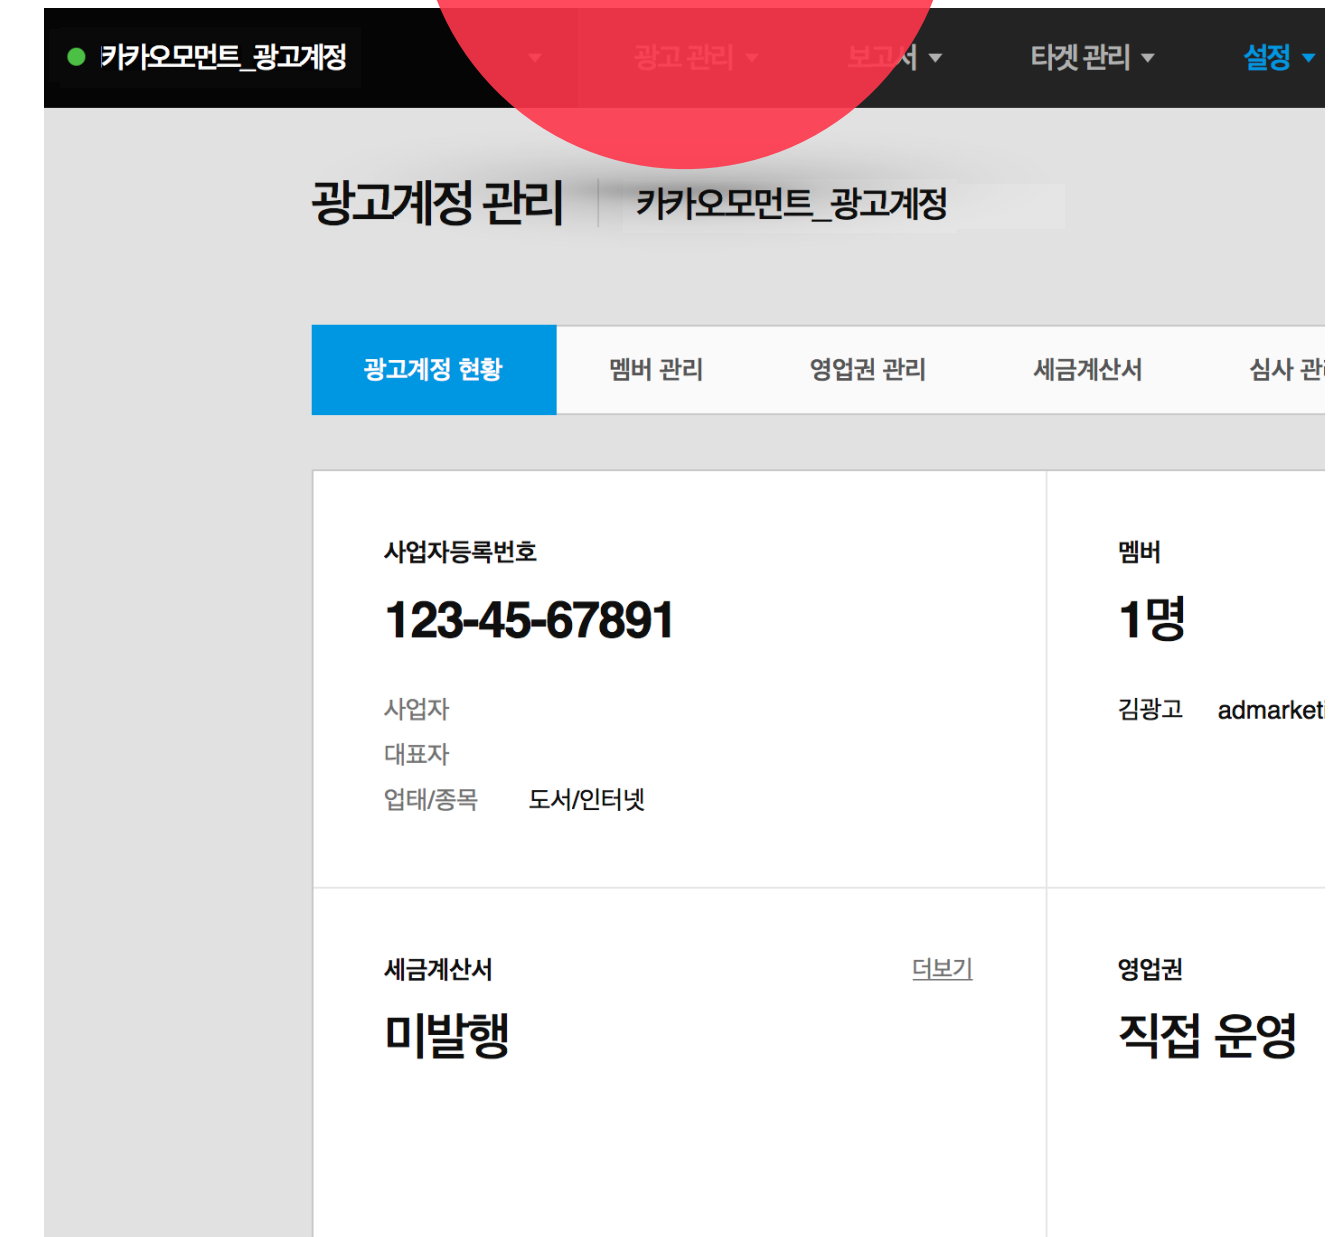 카카오모먼트_광고계정
광고 관리
보고서
타겟 관리
설정
광고계정 관리
카카오모먼트_광고계정
광고계정 현황
멤버 관리
영업권 관리
세금계산서
심사 관
사업자등록번호
123-45-67891
사업자
대표자
업태/종목 도서/인터넷
멤버
1명
김광고 admarketi
세금계산서
더보기
미발행
영업권
직접 운영